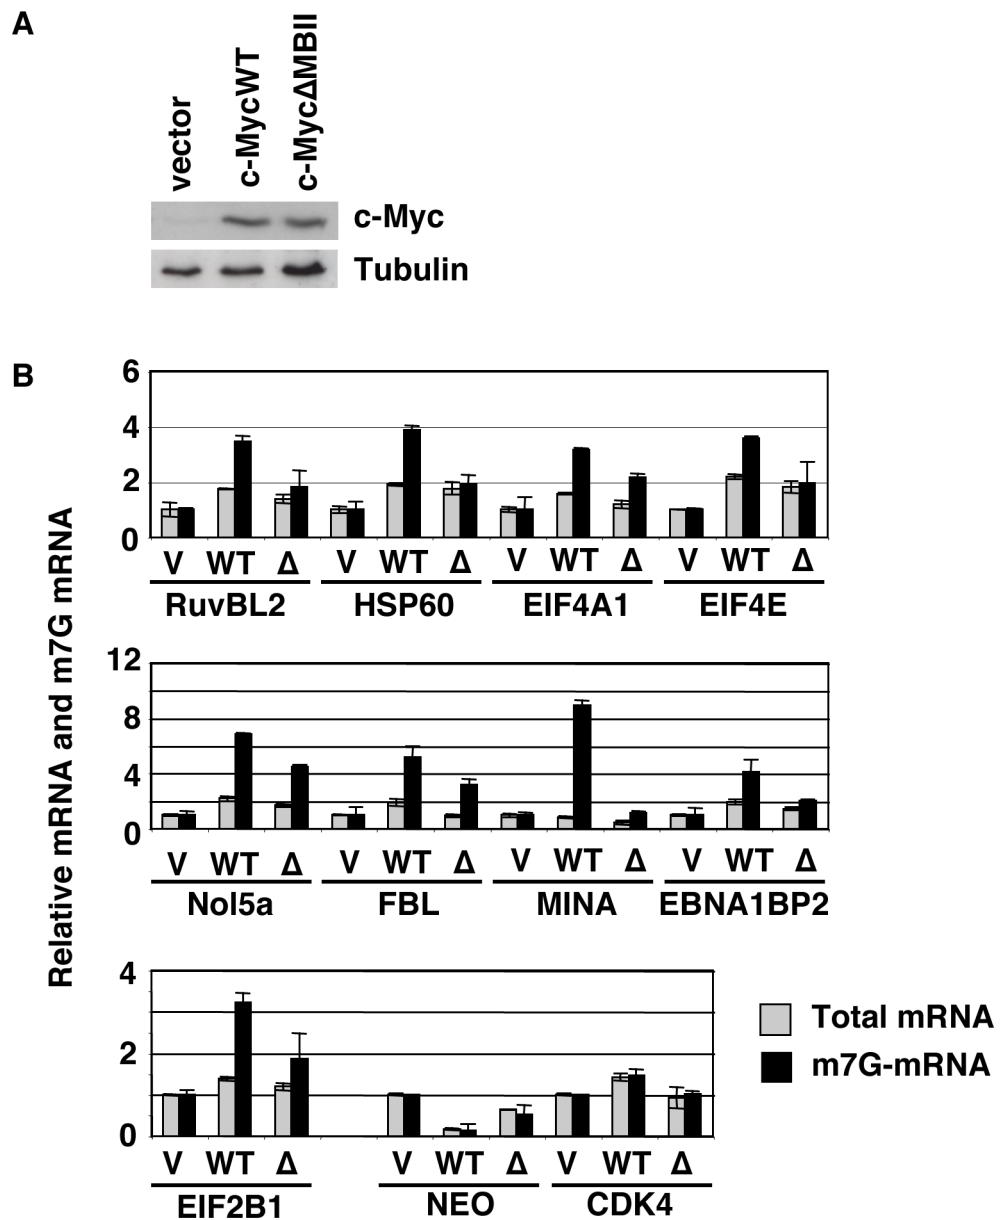 A
vector
c-MycWT
c-MycΔMBII
c-Myc
Tubulin
B
Relative mRNA and m7G mRNA
6
4
2
0
V WT Δ V WT Δ V WT Δ V WT Δ
RuvBL2 HSP60 EIF4A1 EIF4E
12
8
4
0
V WT Δ V WT Δ V WT Δ V WT Δ
Nol5a FBL MINA EBNA1BP2
4
2
0
V WT Δ V WT Δ V WT Δ
EIF2B1 NEO CDK4
Total mRNA
m7G-mRNA